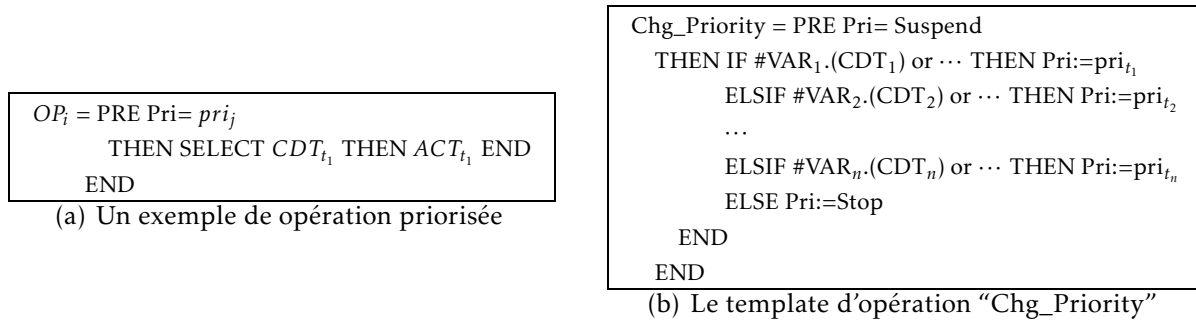 OPᵢ = PRE Pri= priⱼ
THEN SELECT CDTₜ₁ THEN ACTₜ₁ END
END
(a) Un exemple de opération priorisée
Chg_Priority = PRE Pri= Suspend
THEN IF #VAR₁.(CDT₁) or ⋯ THEN Pri:=priₜ₁
ELSIF #VAR₂.(CDT₂) or ⋯ THEN Pri:=priₜ₂
⋯
ELSIF #VARₙ.(CDTₙ) or ⋯ THEN Pri:=priₜₙ
ELSE Pri:=Stop
END
END
(b) Le template d'opération “Chg_Priority”